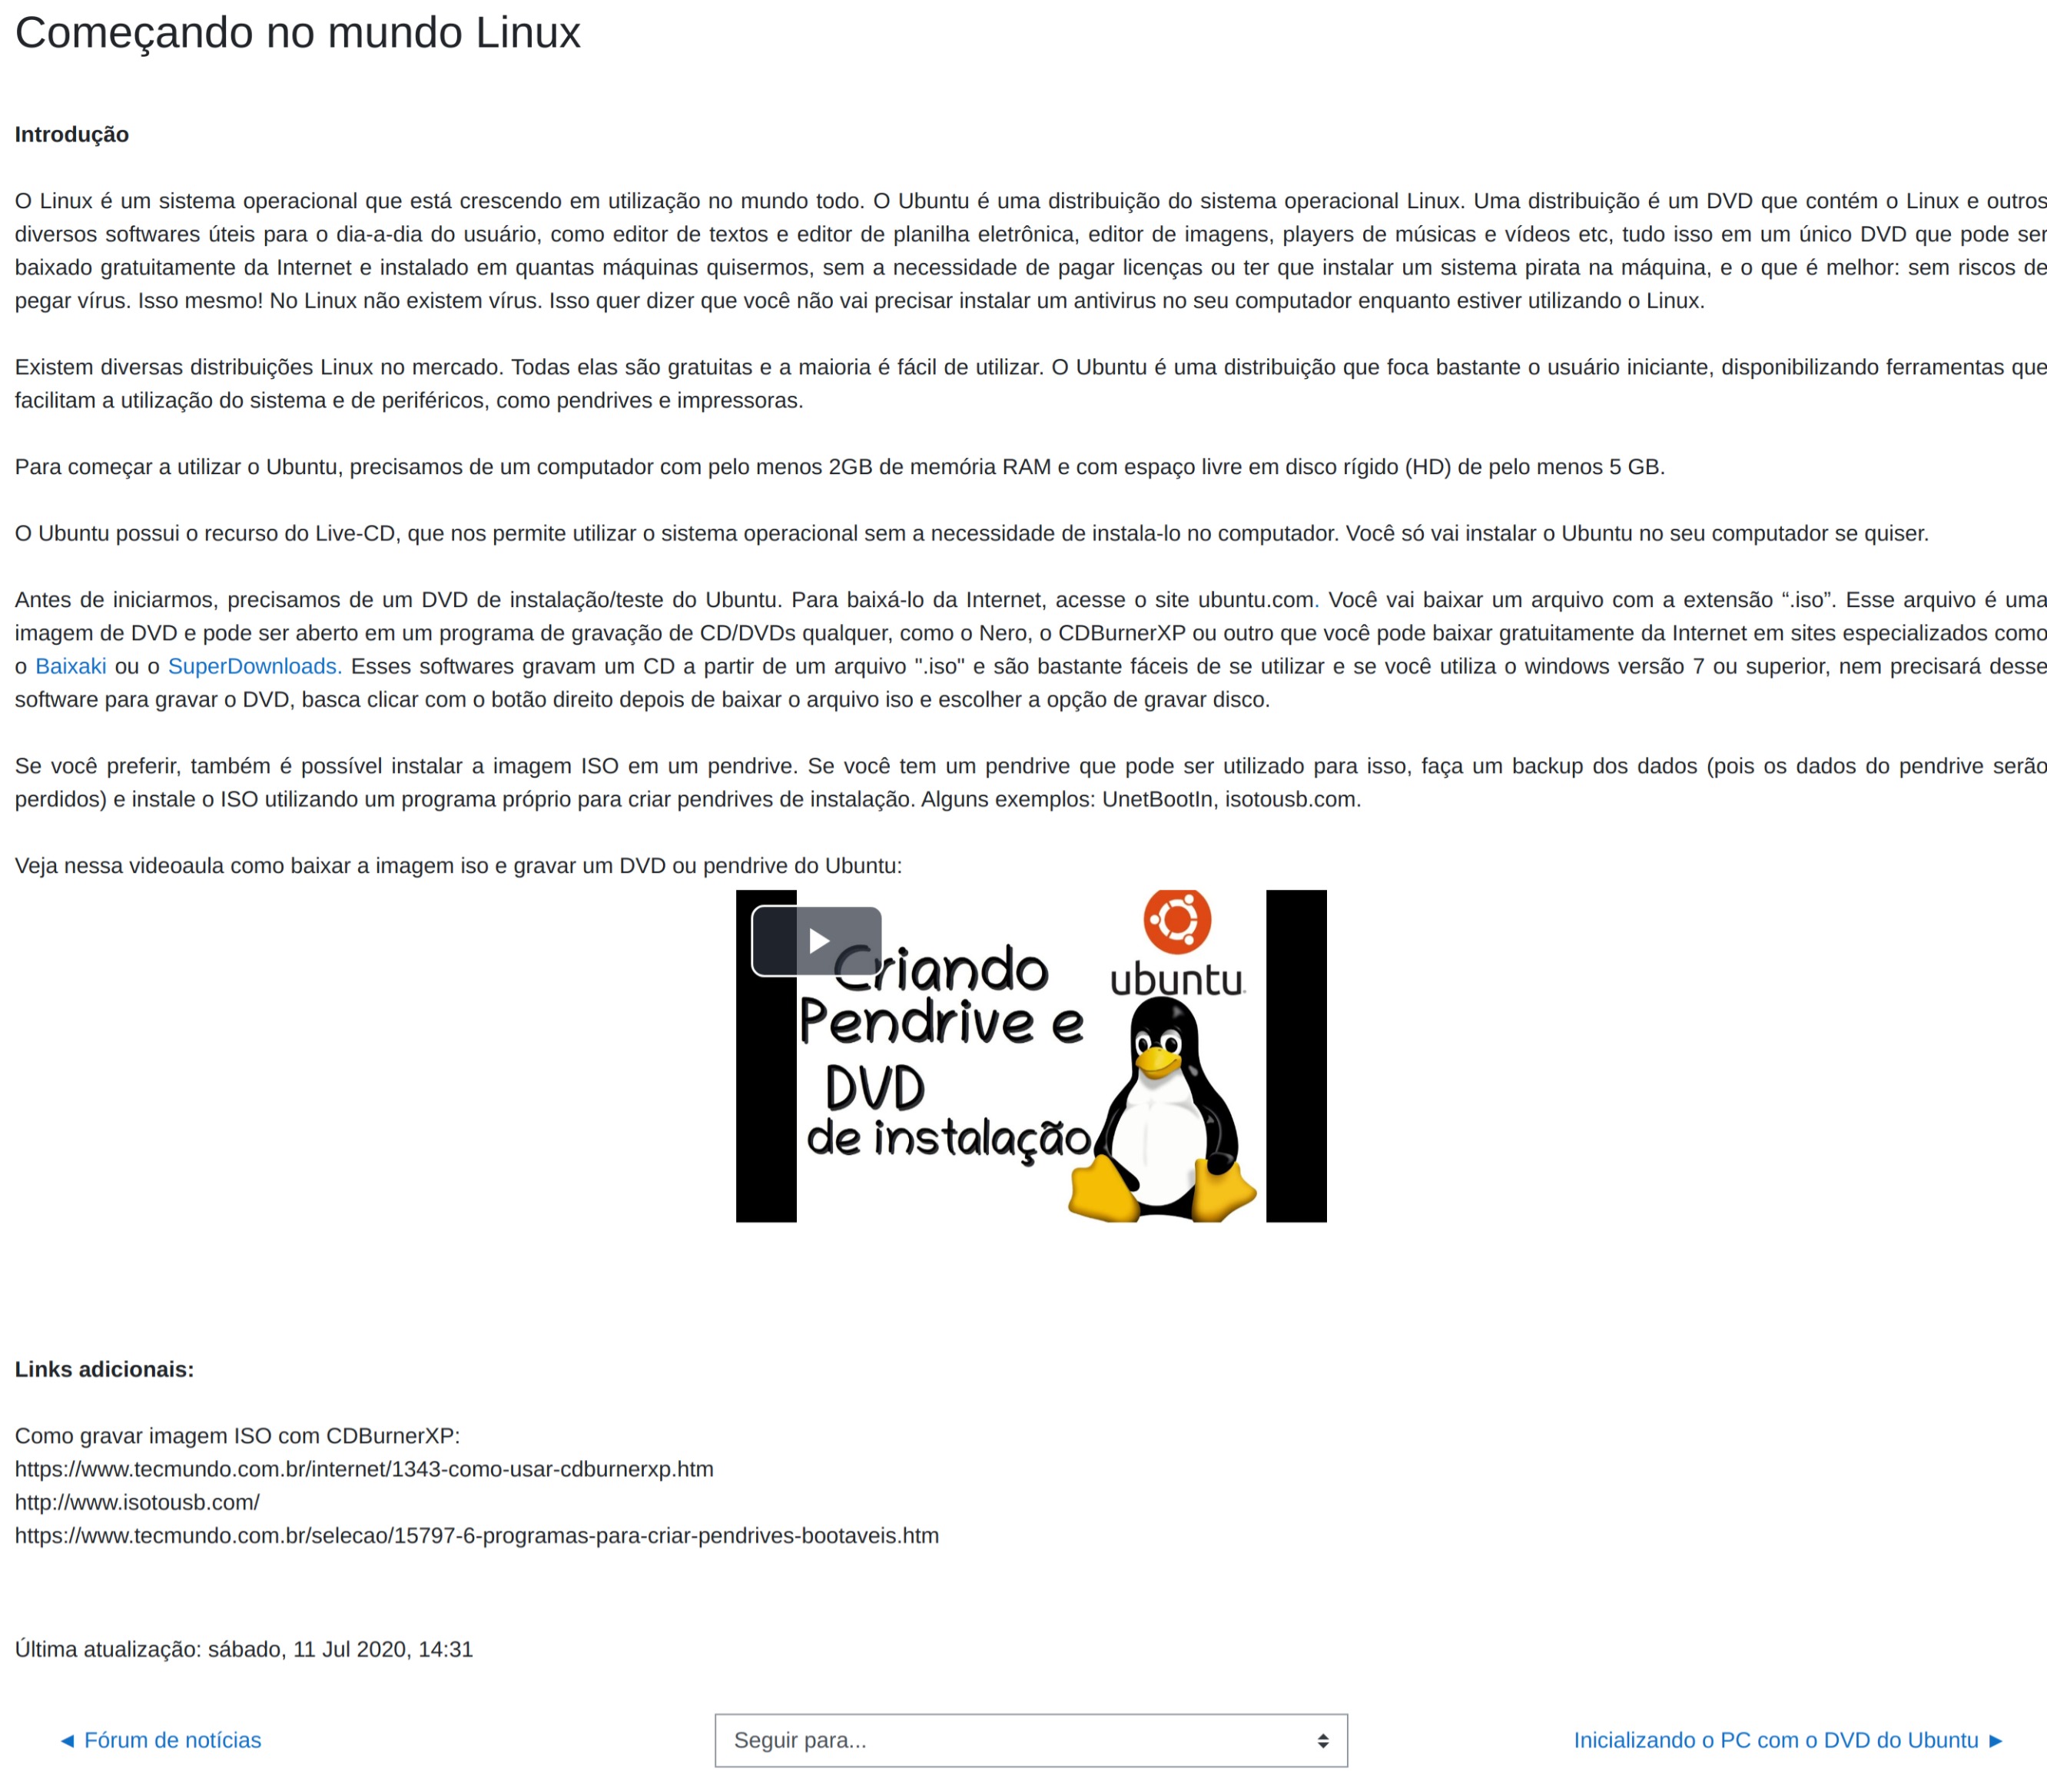 Começando no mundo Linux
Introdução
O Linux é um sistema operacional que está crescendo em utilização no mundo todo. O Ubuntu é uma distribuição do sistema operacional Linux. Uma distribuição é um DVD que contém o Linux e outros
diversos softwares úteis para o dia-a-dia do usuário, como editor de textos e editor de planilha eletrônica, editor de imagens, players de músicas e vídeos etc, tudo isso em um único DVD que pode ser
baixado gratuitamente da Internet e instalado em quantas máquinas quisermos, sem a necessidade de pagar licenças ou ter que instalar um sistema pirata na máquina, e o que é melhor: sem riscos de
pegar vírus. Isso mesmo! No Linux não existem vírus. Isso quer dizer que você não vai precisar instalar um antivirus no seu computador enquanto estiver utilizando o Linux.
Existem diversas distribuições Linux no mercado. Todas elas são gratuitas e a maioria é fácil de utilizar. O Ubuntu é uma distribuição que foca bastante o usuário iniciante, disponibilizando ferramentas que
facilitam a utilização do sistema e de periféricos, como pendrives e impressoras.
Para começar a utilizar o Ubuntu, precisamos de um computador com pelo menos 2GB de memória RAM e com espaço livre em disco rígido (HD) de pelo menos 5 GB.
O Ubuntu possui o recurso do Live-CD, que nos permite utilizar o sistema operacional sem a necessidade de instala-lo no computador. Você só vai instalar o Ubuntu no seu computador se quiser.
Antes de iniciarmos, precisamos de um DVD de instalação/teste do Ubuntu. Para baixá-lo da Internet, acesse o site ubuntu.com. Você vai baixar um arquivo com a extensão “.iso”. Esse arquivo é uma
imagem de DVD e pode ser aberto em um programa de gravação de CD/DVDs qualquer, como o Nero, o CDBurnerXP ou outro que você pode baixar gratuitamente da Internet em sites especializados como
o Baixaki ou o SuperDownloads. Esses softwares gravam um CD a partir de um arquivo ".iso" e são bastante fáceis de se utilizar e se você utiliza o windows versão 7 ou superior, nem precisará desse
software para gravar o DVD, basca clicar com o botão direito depois de baixar o arquivo iso e escolher a opção de gravar disco.
Se você preferir, também é possível instalar a imagem ISO em um pendrive. Se você tem um pendrive que pode ser utilizado para isso, faça um backup dos dados (pois os dados do pendrive serão
perdidos) e instale o ISO utilizando um programa próprio para criar pendrives de instalação. Alguns exemplos: UnetBootIn, isotousb.com.
Veja nessa videoaula como baixar a imagem iso e gravar um DVD ou pendrive do Ubuntu:
Criando
Pendrive e
DVD
de instalação
ubuntu
Links adicionais:
Como gravar imagem ISO com CDBurnerXP:
https://www.tecmundo.com.br/internet/1343-como-usar-cdburnerxp.htm
http://www.isotousb.com/
https://www.tecmundo.com.br/selecao/15797-6-programas-para-criar-pendrives-bootaveis.htm
Última atualização: sábado, 11 Jul 2020, 14:31
◄ Fórum de notícias
Seguir para...
Inicializando o PC com o DVD do Ubuntu ►